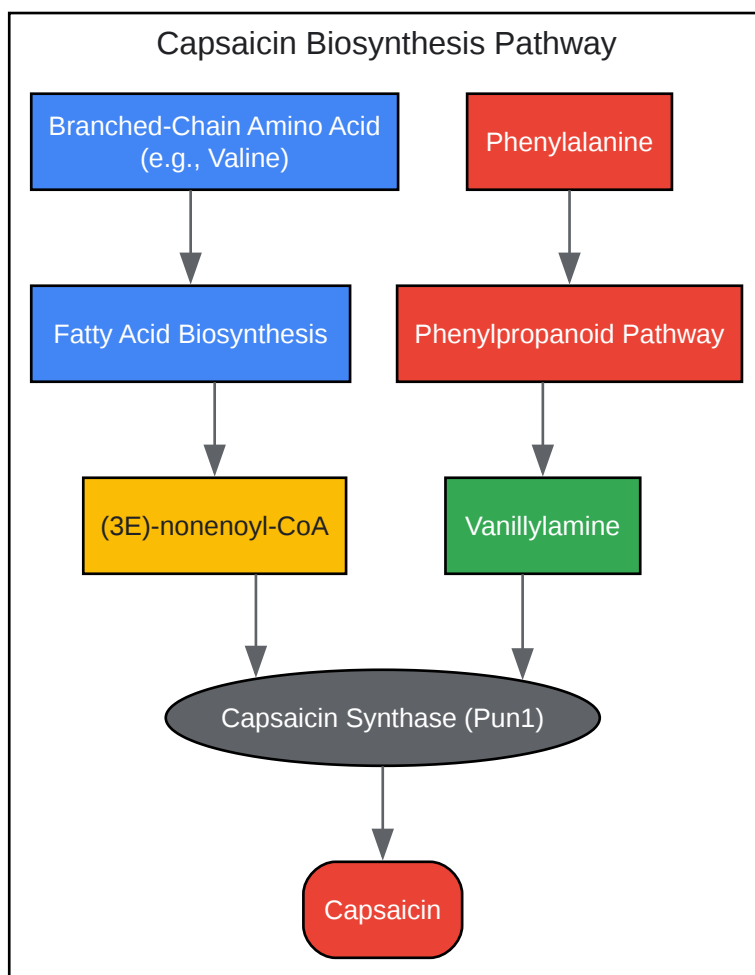 Capsaicin Biosynthesis Pathway
Branched-Chain Amino Acid
(e.g., Valine)
Phenylalanine
Fatty Acid Biosynthesis
Phenylpropanoid Pathway
(3E)-nonenoyl-CoA
Vanillylamine
Capsaicin Synthase (Pun1)
Capsaicin